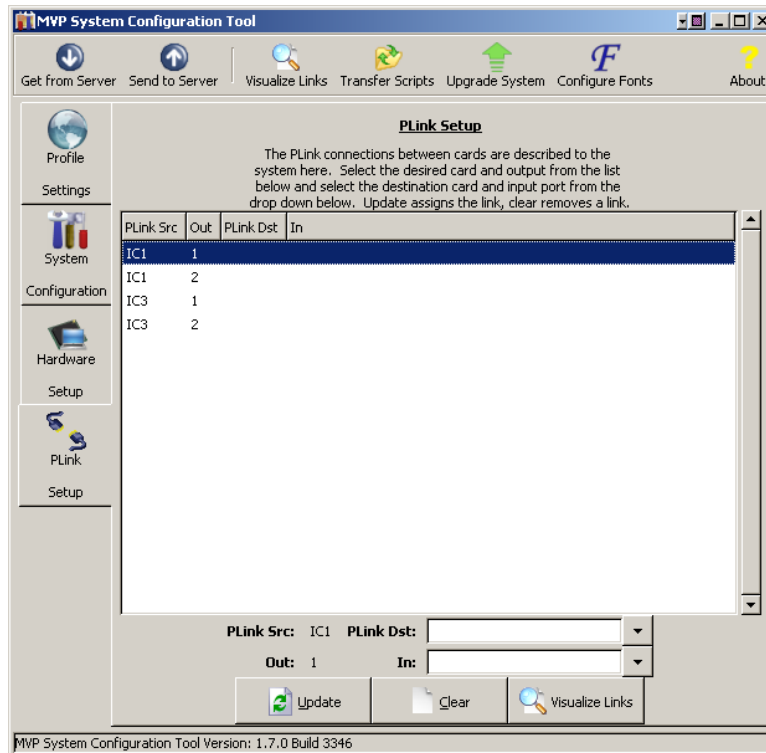 MVP System Configuration Tool
Get from Server Send to Server Visualize Links Transfer Scripts Upgrade System Configure Fonts About
Profile
Settings
System
Configuration
Hardware
Setup
PLink
Setup
PLink Setup
The PLink connections between cards are described to the
system here. Select the desired card and output from the list
below and select the destination card and input port from the
drop down below. Update assigns the link, clear removes a link.
PLink Src Out PLink Dst In
IC1 1
IC1 2
IC3 1
IC3 2
PLink Src: IC1 PLink Dst:
Out: 1 In:
Update Clear Visualize Links
MVP System Configuration Tool Version: 1.7.0 Build 3346